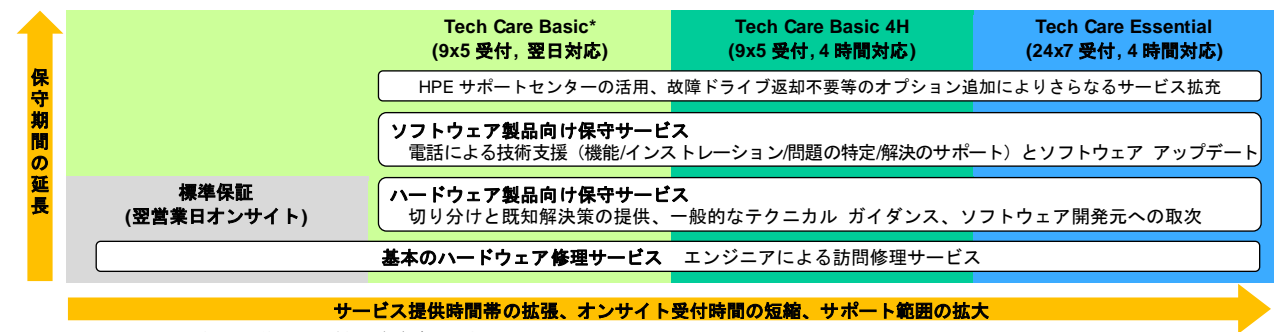 Tech Care Basic*
(9x5 受付, 翌日対応)
Tech Care Basic 4H
(9x5 受付, 4 時間対応)
Tech Care Essential
(24x7 受付, 4 時間対応)
保守期間の延長
HPE サポートセンターの活用、故障ドライブ返却不要等のオプション追加によりさらなるサービス拡充
ソフトウェア製品向け保守サービス
電話による技術支援（機能/インストレーション/問題の特定/解決のサポート）とソフトウェア アップデート
標準保証
(翌営業日オンサイト)
ハードウェア製品向け保守サービス
切り分けと既知解決策の提供、一般的なテクニカル ガイダンス、ソフトウェア開発元への取次
基本のハードウェア修理サービス エンジニアによる訪問修理サービス
サービス提供時間帯の拡張、オンサイト受付時間の短縮、サポート範囲の拡大